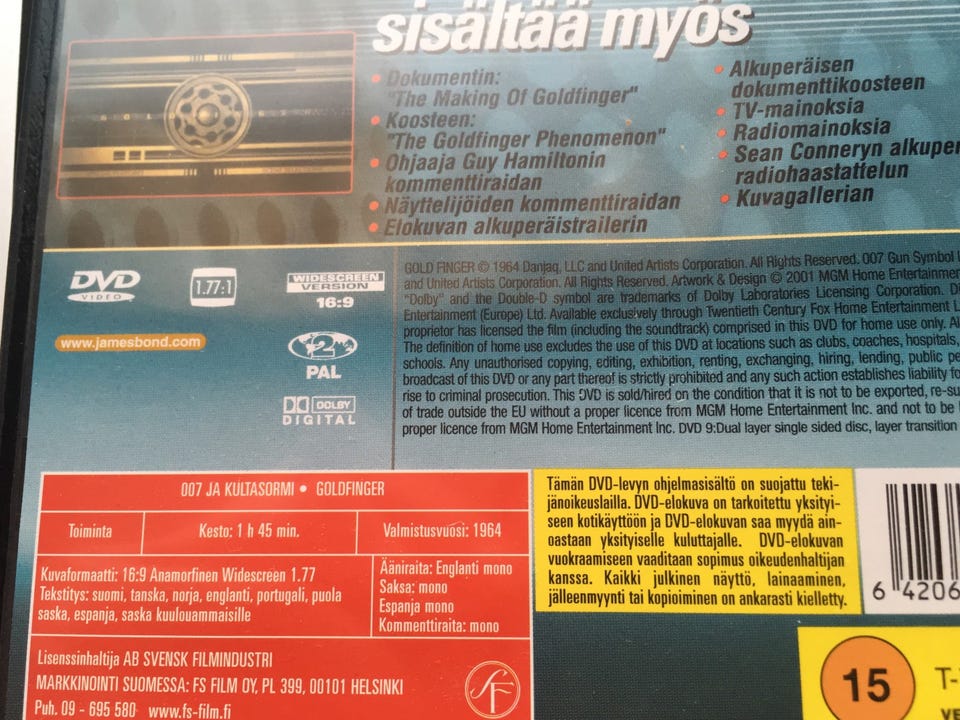 sisältää myös
• Dokumentin:
"The Making Of Goldfinger"
• Koosteen:
"The Goldfinger Phenomenon"
• Ohjaaja Guy Hamiltonin
kommenttiraidan
• Näyttelijöiden kommenttiraidan
• Elokuvan alkuperäistrailerin
• Alkuperäisen
dokumenttikoosteen
• TV-mainoksia
• Radiomainoksia
• Sean Conneryn alkuper
radiohaastattelun
• Kuvagallerian
DVD
VIDEO
1.77:1
WIDESCREEN
VERSION
16:9
www.jamesbond.com
2
PAL
DOLBY
DIGITAL
GOLD FINGER © 1964 Danjaq, LLC and United Artists Corporation. All Rights Reserved. 007 Gun Symbol
and United Artists Corporation. All Rights Reserved. Artwork & Design © 2001 MGM Home Entertainmen
"Dolby" and the Double-D symbol are trademarks of Dolby Laboratories Licensing Corporation. D
Entertainment (Europe) Ltd. Available exclusively through Twentieth Century Fox Home Entertainment L
proprietor has licensed the film (including the soundtrack) comprised in this DVD for home use only. Al
The definition of home use excludes the use of this DVD at locations such as clubs, coaches, hospitals,
schools. Any unauthorised copying, editing, exhibition, renting, exchanging, hiring, lending, public pe
broadcast of this DVD or any part thereof is strictly prohibited and any such action establishes liability fo
rise to criminal prosecution. This DVD is sold/hired on the condition that it is not to be exported, re-su
of trade outside the EU without a proper licence from MGM Home Entertainment Inc. and not to be
proper licence from MGM Home Entertainment Inc. DVD 9:Dual layer single sided disc, layer transition
007 JA KULTASORMI • GOLDFINGER
Toiminta
Kesto: 1 h 45 min.
Valmistusvuosi: 1964
Kuvaformaatti: 16:9 Anamorfinen Widescreen 1.77
Tekstitys: suomi, tanska, norja, englanti, portugali, puola
saska, espanja, saska kuulouammaisille
Ääniraita: Englanti mono
Saksa: mono
Espanja mono
Kommenttiraita: mono
Lisenssinhaltija AB SVENSK FILMINDUSTRI
MARKKINOINTI SUOMESSA: FS FILM OY, PL 399, 00101 HELSINKI
Puh. 09 - 695 580 www.fs-film.fi
SF
Tämän DVD-levyn ohjelmasisältö on suojattu teki-
jänoikeuslailla. DVD-elokuva on tarkoitettu yksityi-
seen kotikäyttöön ja DVD-elokuvan saa myydä ain-
oastaan yksityiselle kuluttajalle. DVD-elokuvan
vuokraamiseen vaaditaan sopimus oikeudenhaltijan
kanssa. Kaikki julkinen näyttö, lainaaminen,
jälleenmyynti tai kopioiminen on ankarasti kielletty.
6 4206
15
T-